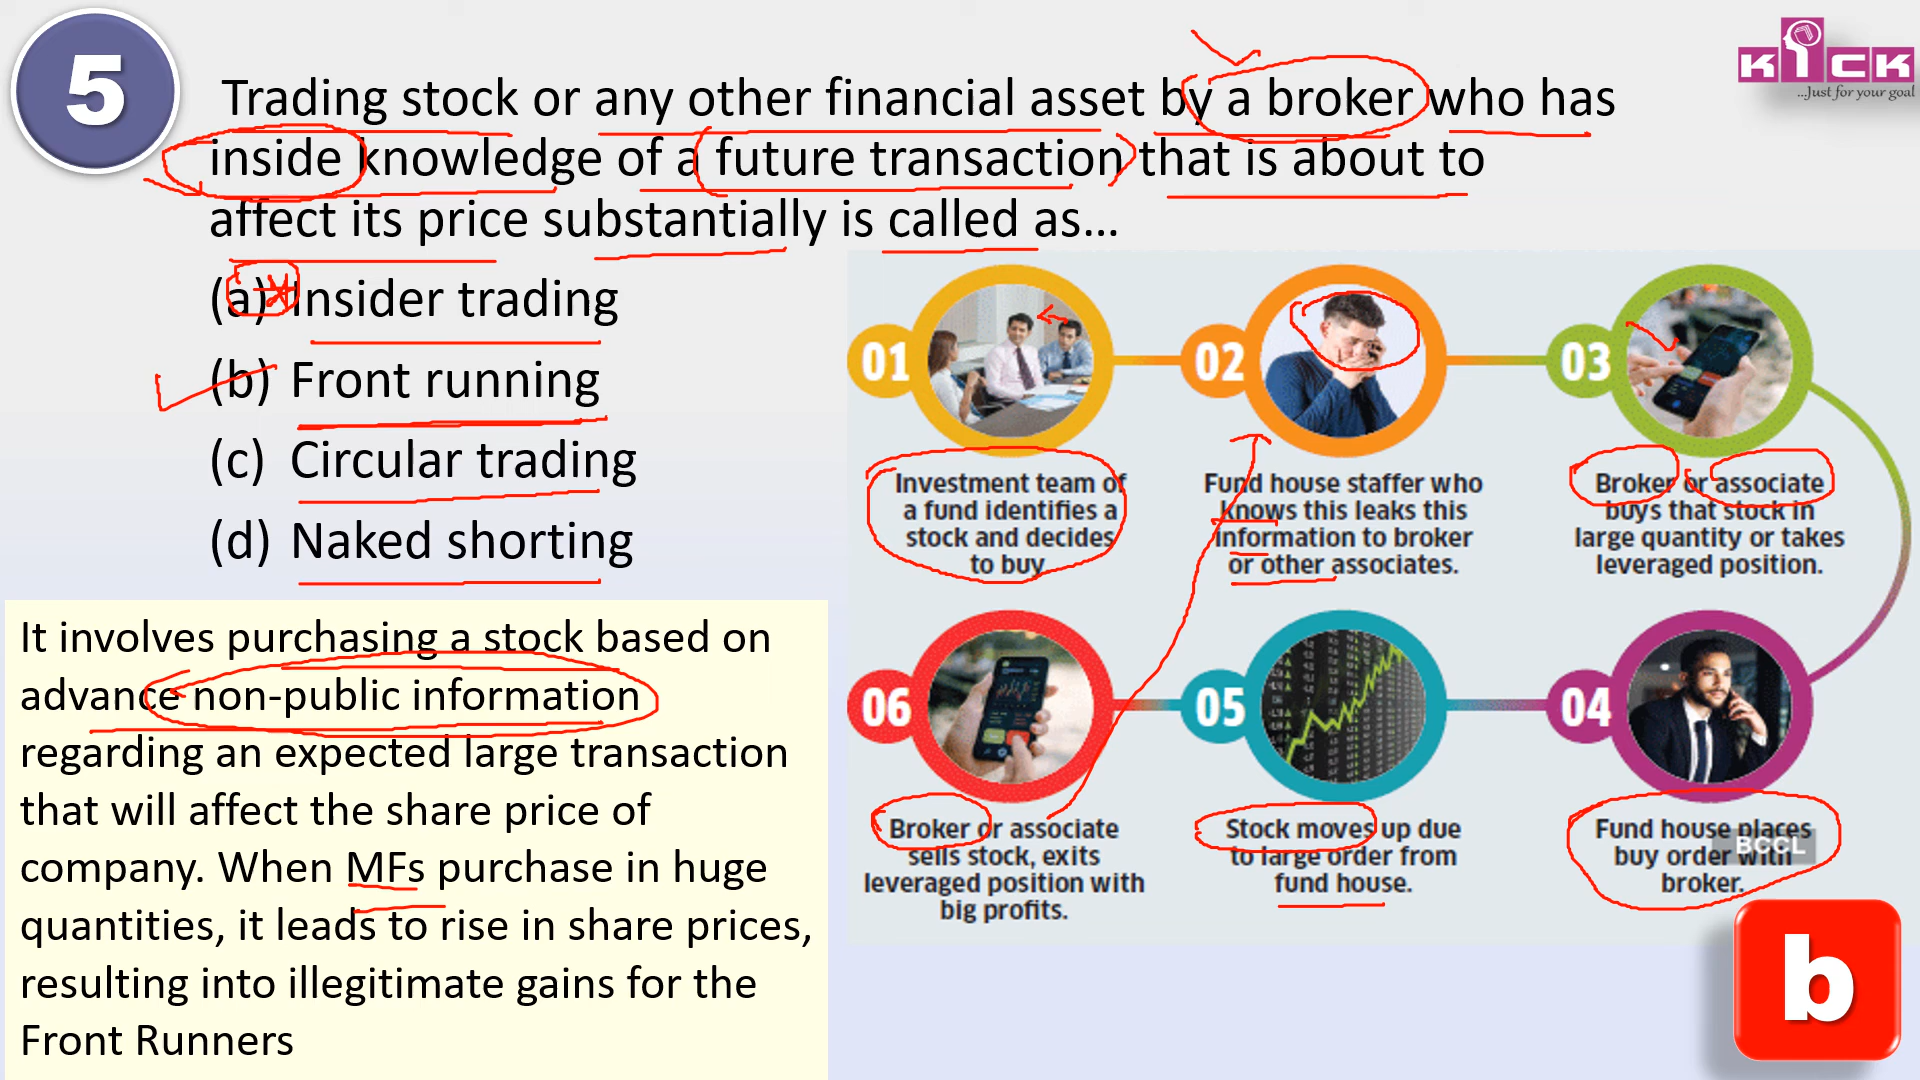 5
Trading stock or any other financial asset by a broker who has
inside knowledge of a future transaction that is about to
affect its price substantially is called as...
(a) Insider trading
(b) Front running
(c) Circular trading
(d) Naked shorting
It involves purchasing a stock based on
advance non-public information
regarding an expected large transaction
that will affect the share price of
company. When MFs purchase in huge
quantities, it leads to rise in share prices,
resulting into illegitimate gains for the
Front Runners
KICK
...Just for your goal
01
Investment team of
a fund identifies a
stock and decides
to buy.
02
Fund house staffer who
knows this leaks this
information to broker
or other associates.
03
Broker or associate
buys that stock in
large quantity or takes
leveraged position.
04
Fund house places
buy order with
broker.
BCCL
05
Stock moves up due
to large order from
fund house.
06
Broker or associate
sells stock, exits
leveraged position with
big profits.
b